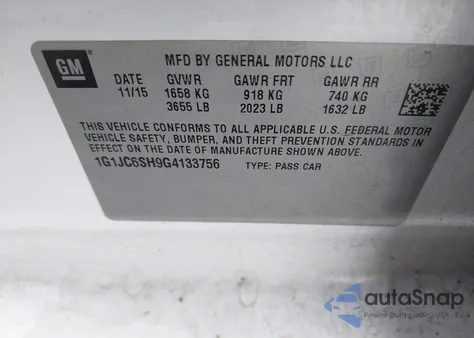 GM
MFD BY GENERAL MOTORS LLC
DATE GVWR GAWR FRT GAWR RR
11/15 1658 KG 918 KG 740 KG
3655 LB 2023 LB 1632 LB
THIS VEHICLE CONFORMS TO ALL APPLICABLE U.S. FEDERAL MOTOR
VEHICLE SAFETY, BUMPER, AND THEFT PREVENTION STANDARDS IN
EFFECT ON THE DATE OF MANUFACTURE SHOWN ABOVE.
1G1JC6SH9G4133756 TYPE: PASS CAR
autoSnap